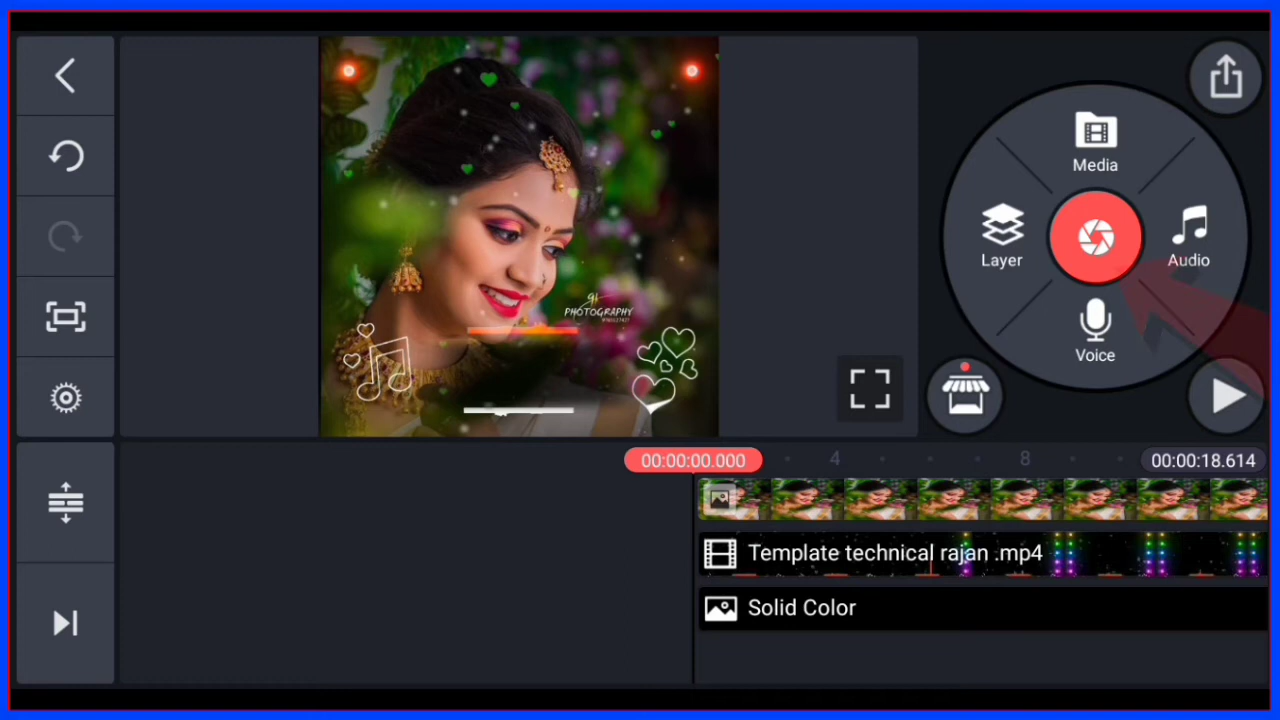 Media
Layer
Audio
Voice
PHOTOGRAPHY
00:00:00.000
4
8
00:00:18.614
Template technical rajan .mp4
Solid Color